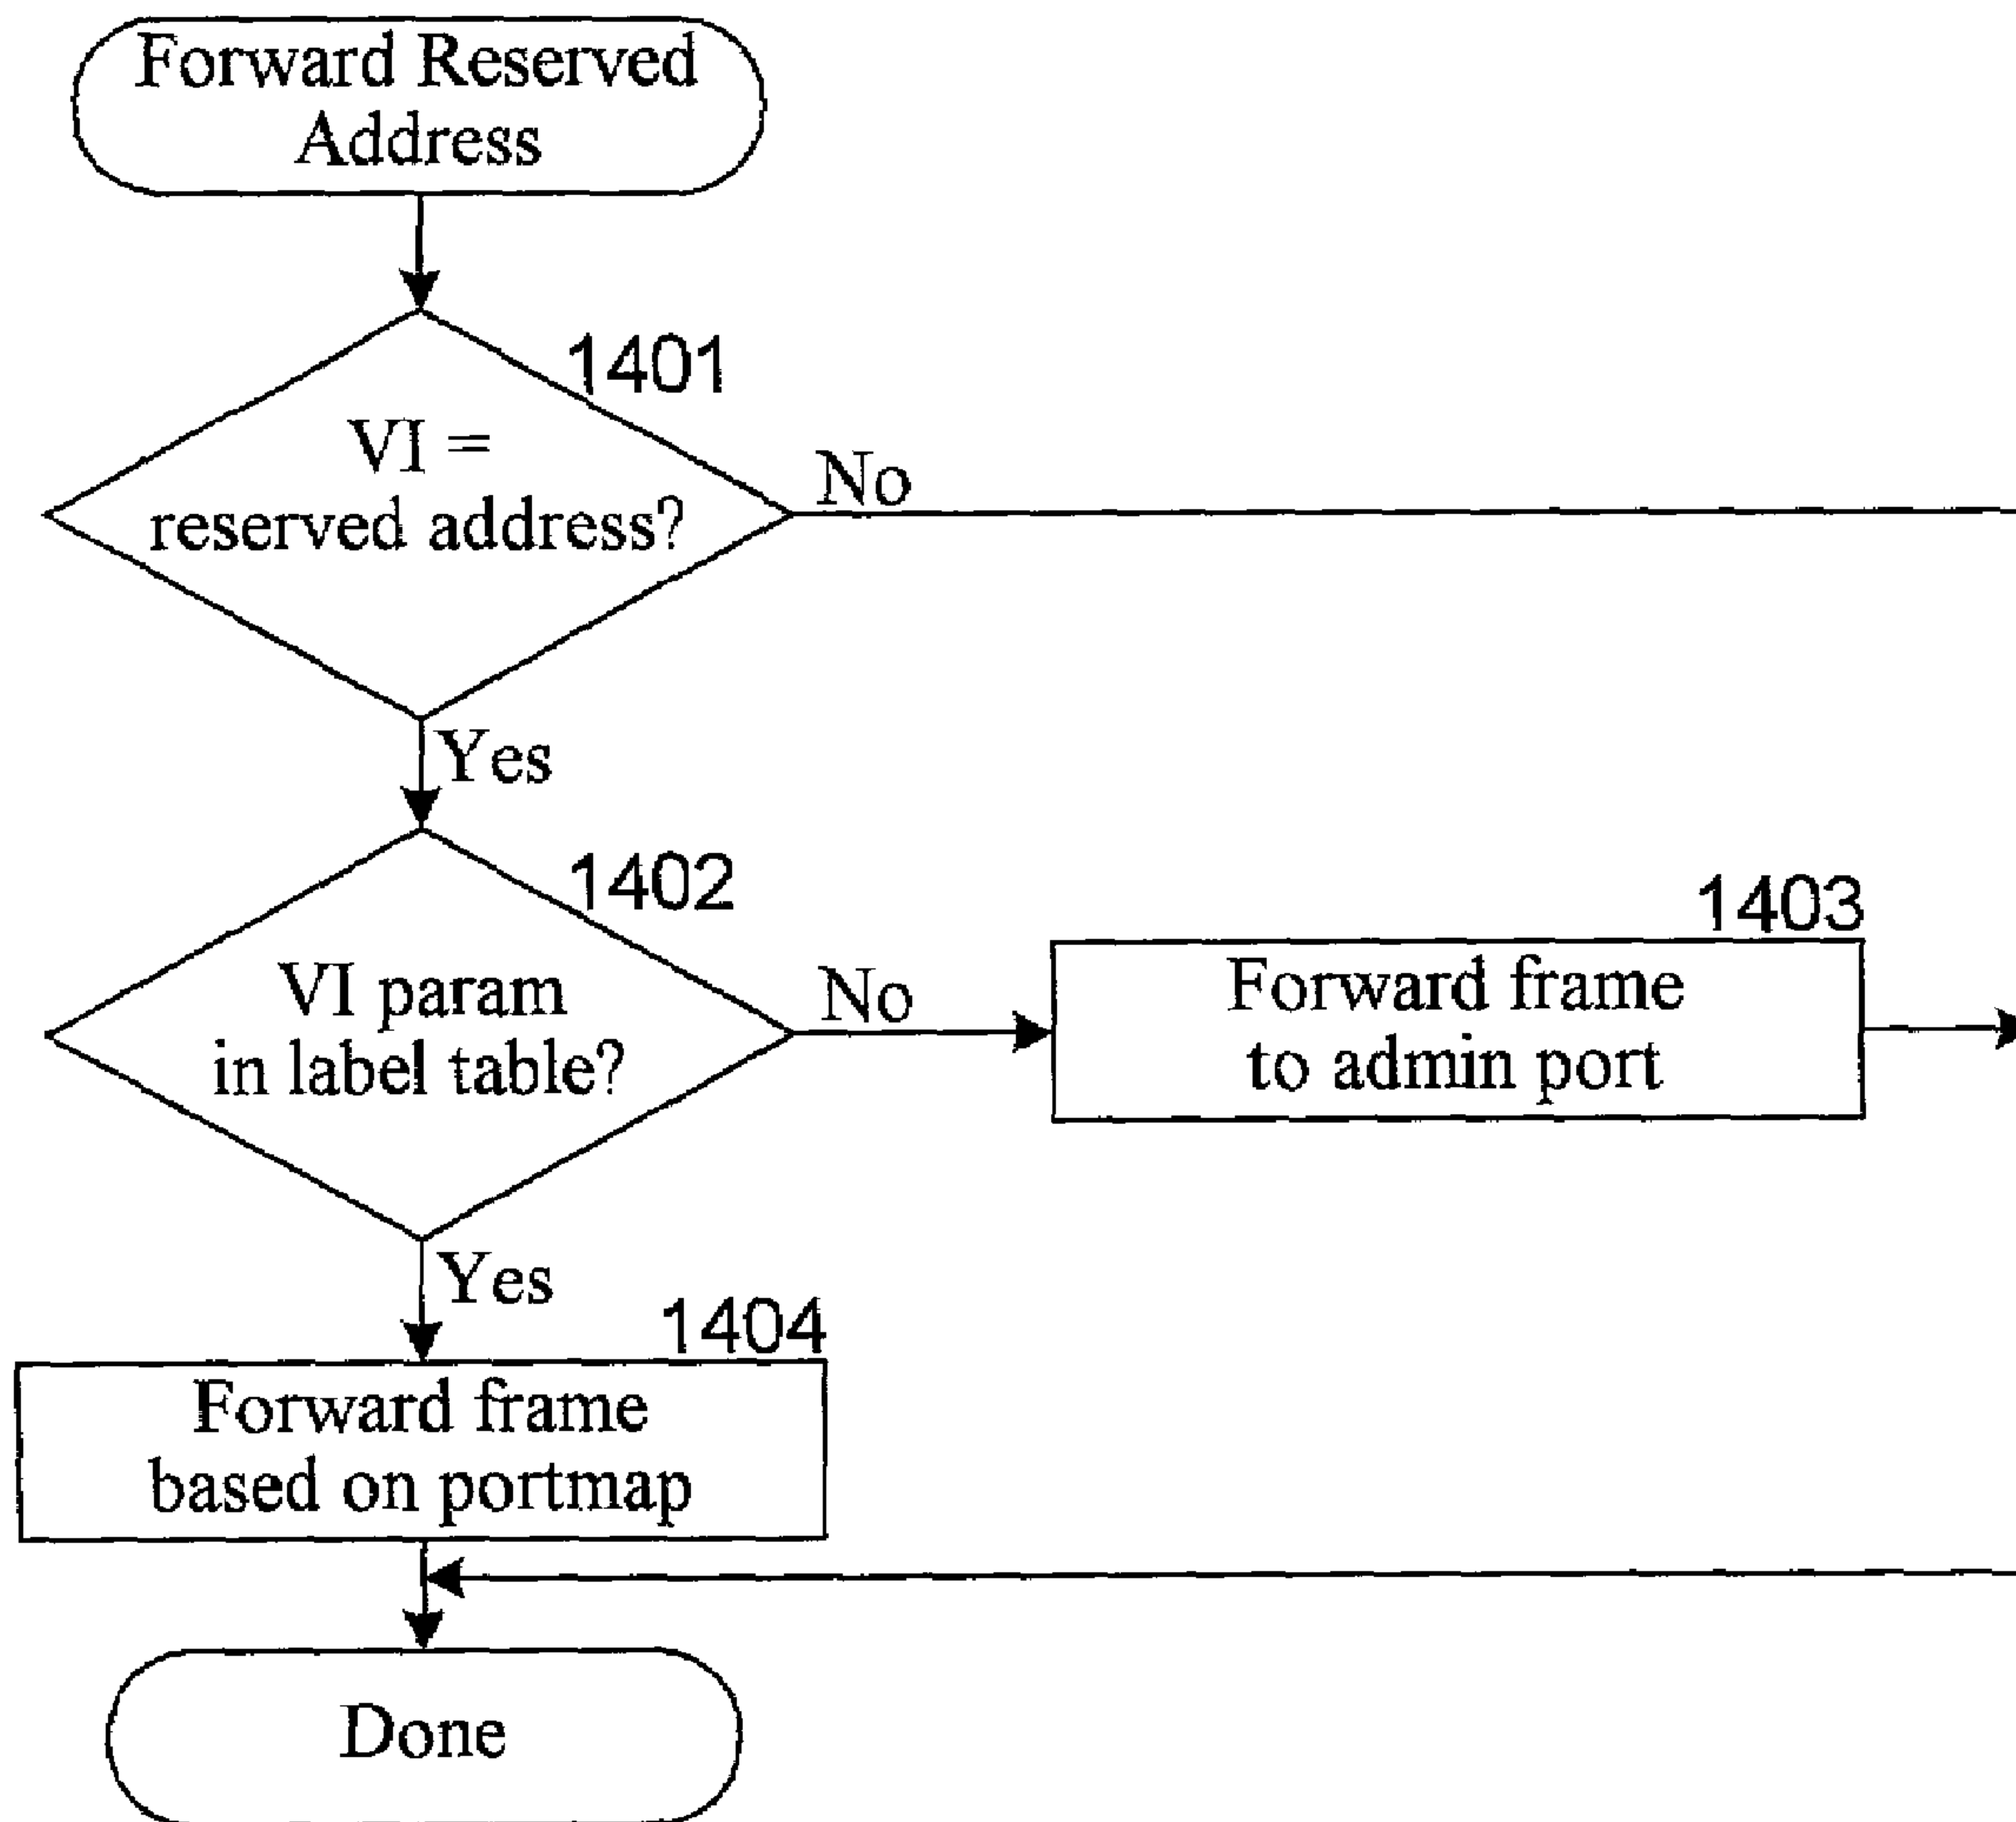 Forward Reserved
Address
1401
VI =
reserved address?
No
Yes
1402
VI param
in label table?
No
1403
Forward frame
to admin port
Yes
1404
Forward frame
based on portmap
Done